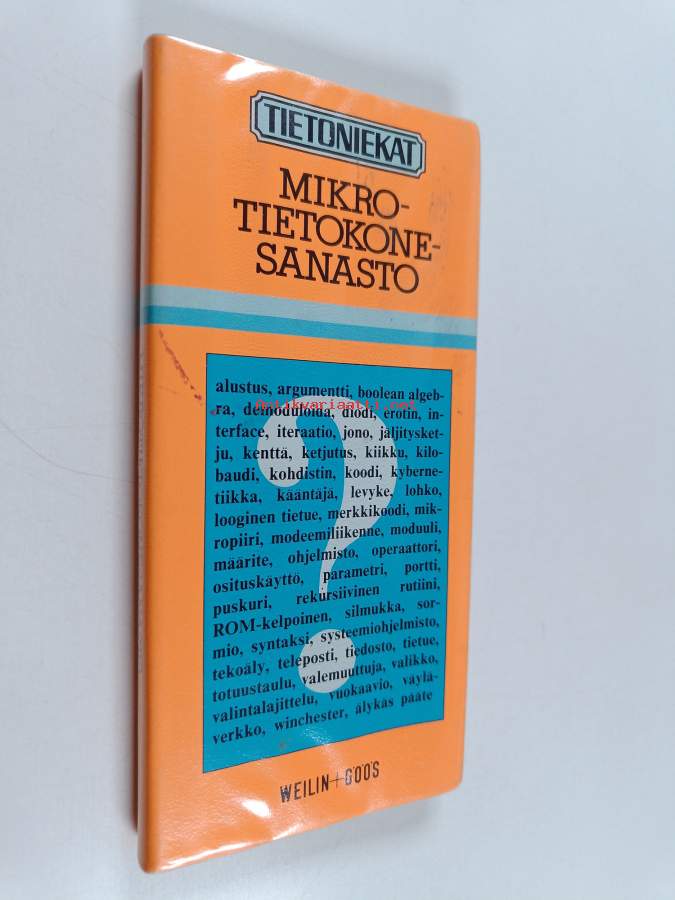 TIETONIEKAT
MIKRO-
TIETOKONE-
SANASTO
alustus, argumentti, boolean algeb-
ra, demoduloida, diodi, erotin, in-
terface, iteraatio, jono, jäljitysket-
ju, kenttä, ketjutus, kiikku, kilo-
baudi, kohdistin, koodi, kyberne-
tiikka, kääntäjä, levyke, lohko,
looginen tietue, merkkikoodi, mik-
ropiiri, modeemiliikenne, moduuli,
määrite, ohjelmisto, operaattori,
osituskäyttö, parametri, portti,
puskuri, rekursiivinen rutiini,
ROM-kelpoinen, silmukka, sor-
mio, syntaksi, systeemiohjelmisto,
tekoäly, teleposti, tiedosto, tietue,
totuustaulu, valemuuttuja, valikko,
valintalajittelu, vuokaavio, väylä-
verkko, winchester, älykäs pääte
?
WEILIN+GÖÖS
antikvariaatti.net